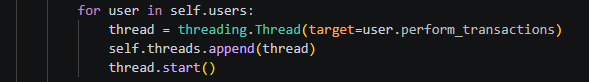 for user in self.users:
thread = threading.Thread(target=user.perform_transactions)
self.threads.append(thread)
thread.start()